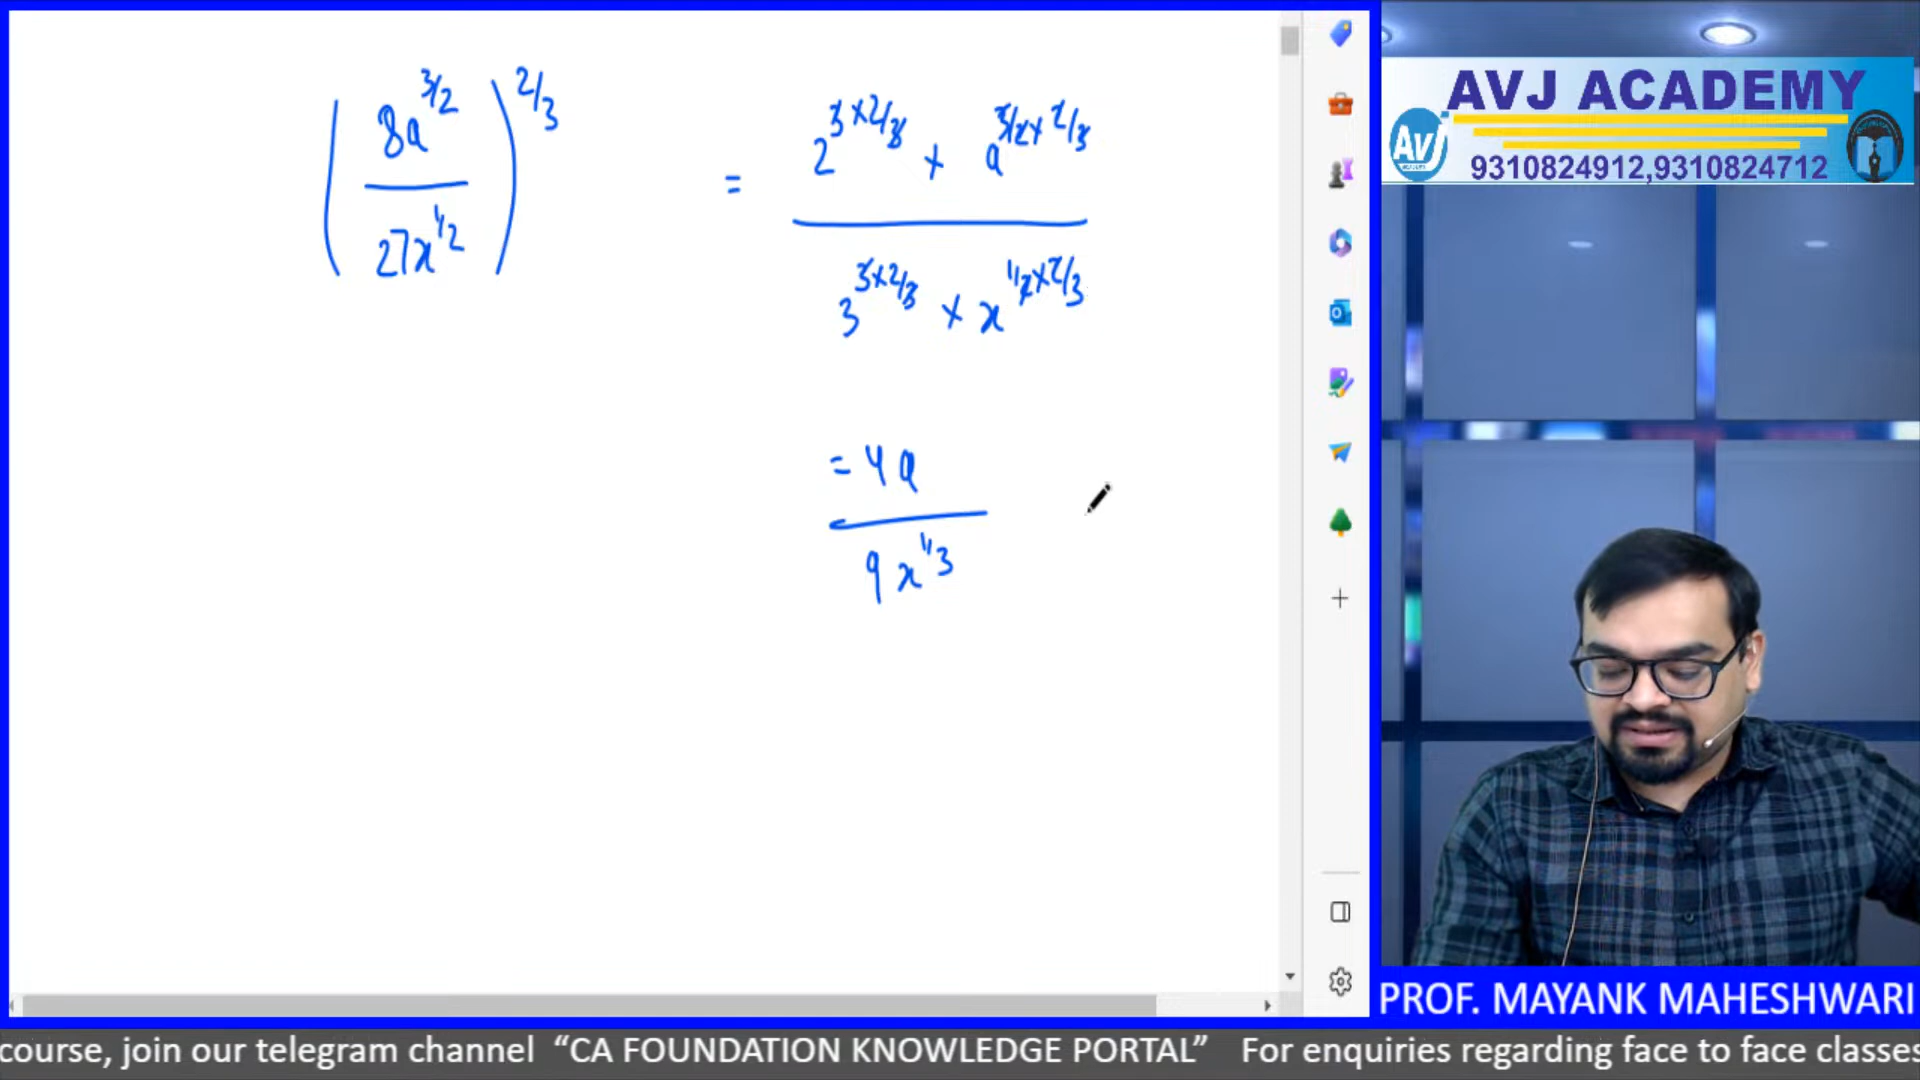 (8a^3/2 / 27x^1/2)^2/3 = 2^3×2/3 × a^3/2×2/3 / 3^3×2/3 × x^1/2×2/3
= 4a / 9x^1/3
AVJ ACADEMY
AVJ
9310824912,9310824712
PROF. MAYANK MAHESHWARI
course, join our telegram channel “CA FOUNDATION KNOWLEDGE PORTAL” For enquiries regarding face to face classes